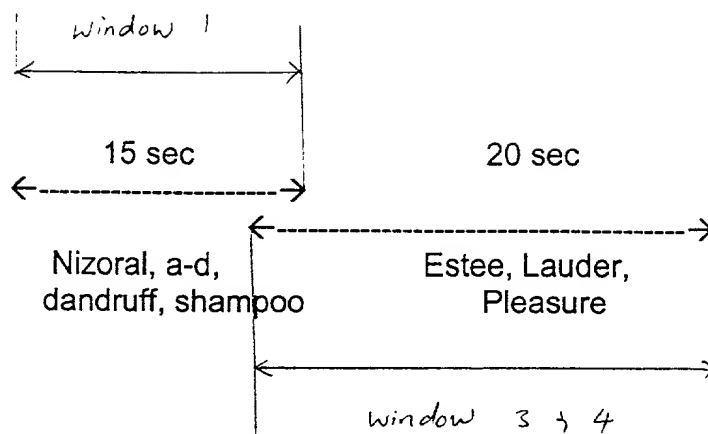 window 1
15 sec
20 sec
Nizoral, a-d,
dandruff, shampoo
Estee, Lauder,
Pleasure
window 3 & 4